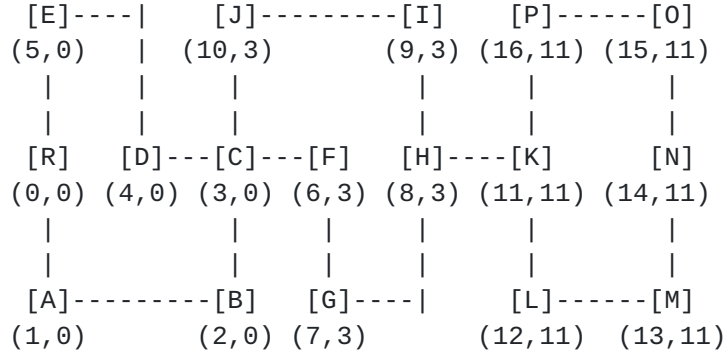 [E]----| [J]---------[I] [P]------[O]
(5,0) | (10,3) (9,3) (16,11) (15,11)
| | | | | |
| | | | | |
[R] [D]---[C]---[F] [H]----[K] [N]
(0,0) (4,0) (3,0) (6,3) (8,3) (11,11) (14,11)
| | | | | |
| | | | | |
[A]---------[B] [G]----| [L]------[M]
(1,0) (2,0) (7,3) (12,11) (13,11)